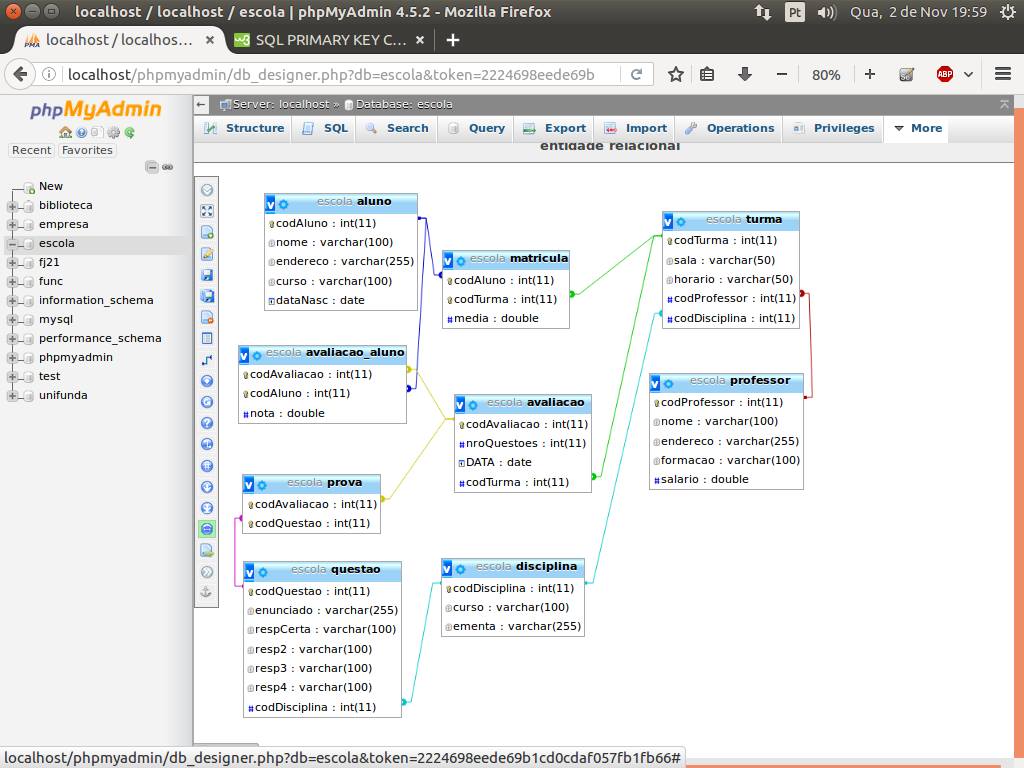 localhost / localhost / escola | phpMyAdmin 4.5.2 - Mozilla Firefox
Pt
Qua, 2 de Nov 19:59
PMA
localhost / localhos…
SQL PRIMARY KEY C…
localhost/phpmyadmin/db_designer.php?db=escola&token=2224698eede69b
80%
ABP
phpMyAdmin
Recent
Favorites
New
biblioteca
empresa
escola
fj21
func
information_schema
mysql
performance_schema
phpmyadmin
test
unifunda
Server: localhost » Database: escola
Structure
SQL
Search
Query
Export
Import
Operations
Privileges
More
entidade relacional
escola aluno
codAluno : int(11)
nome : varchar(100)
endereco : varchar(255)
curso : varchar(100)
dataNasc : date
escola matricula
codAluno : int(11)
codTurma : int(11)
media : double
escola turma
codTurma : int(11)
sala : varchar(50)
horario : varchar(50)
codProfessor : int(11)
codDisciplina : int(11)
escola avaliacao_aluno
codAvaliacao : int(11)
codAluno : int(11)
nota : double
escola avaliacao
codAvaliacao : int(11)
nroQuestoes : int(11)
DATA : date
codTurma : int(11)
escola professor
codProfessor : int(11)
nome : varchar(100)
endereco : varchar(255)
formacao : varchar(100)
salario : double
escola prova
codAvaliacao : int(11)
codQuestao : int(11)
escola questao
codQuestao : int(11)
enunciado : varchar(255)
respCerta : varchar(100)
resp2 : varchar(100)
resp3 : varchar(100)
resp4 : varchar(100)
codDisciplina : int(11)
escola disciplina
codDisciplina : int(11)
curso : varchar(100)
ementa : varchar(255)
localhost/phpmyadmin/db_designer.php?db=escola&token=2224698eede69b1cd0cdaf057fb1fb66#